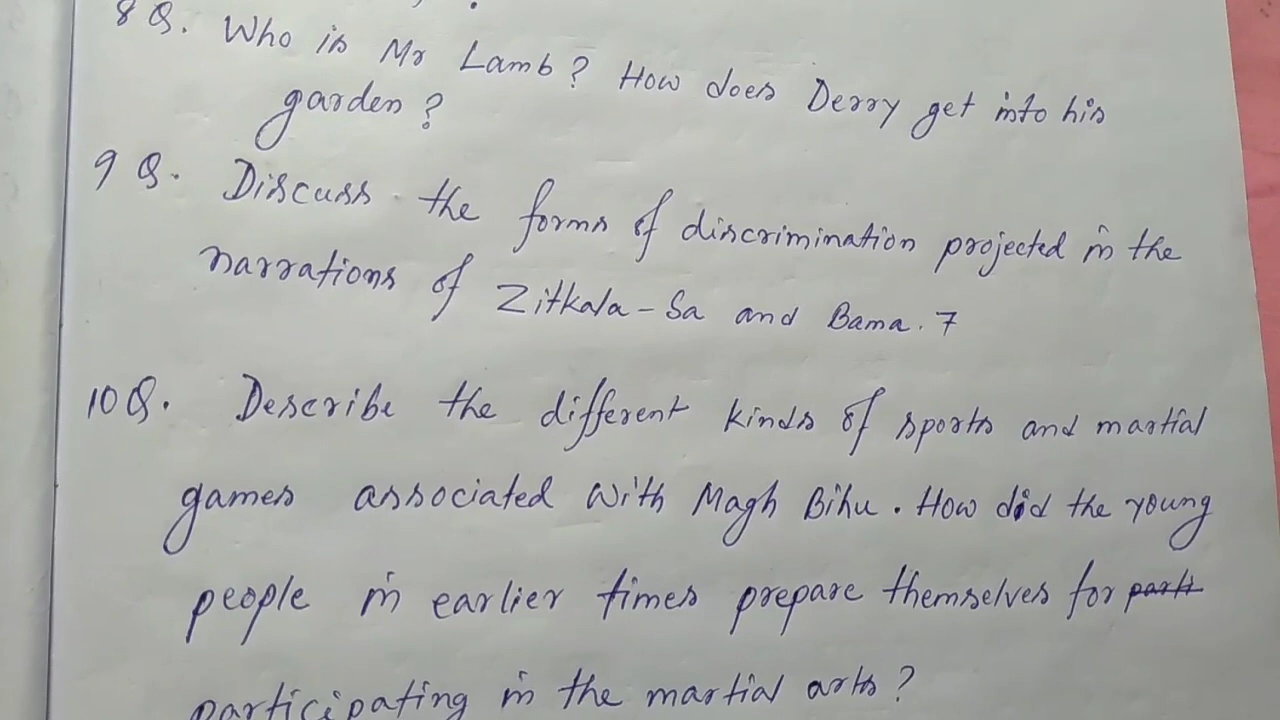 8 Q. Who is Mr Lamb? How does Derry get into his
garden?
9 Q. Discuss the forms of discrimination projected in the
narrations of Zitkala-Sa and Bama. 7
10 Q. Describe the different kinds of sports and martial
games associated with Magh Bihu. How did the young
people in earlier times prepare themselves for parti
participating in the martial arts?